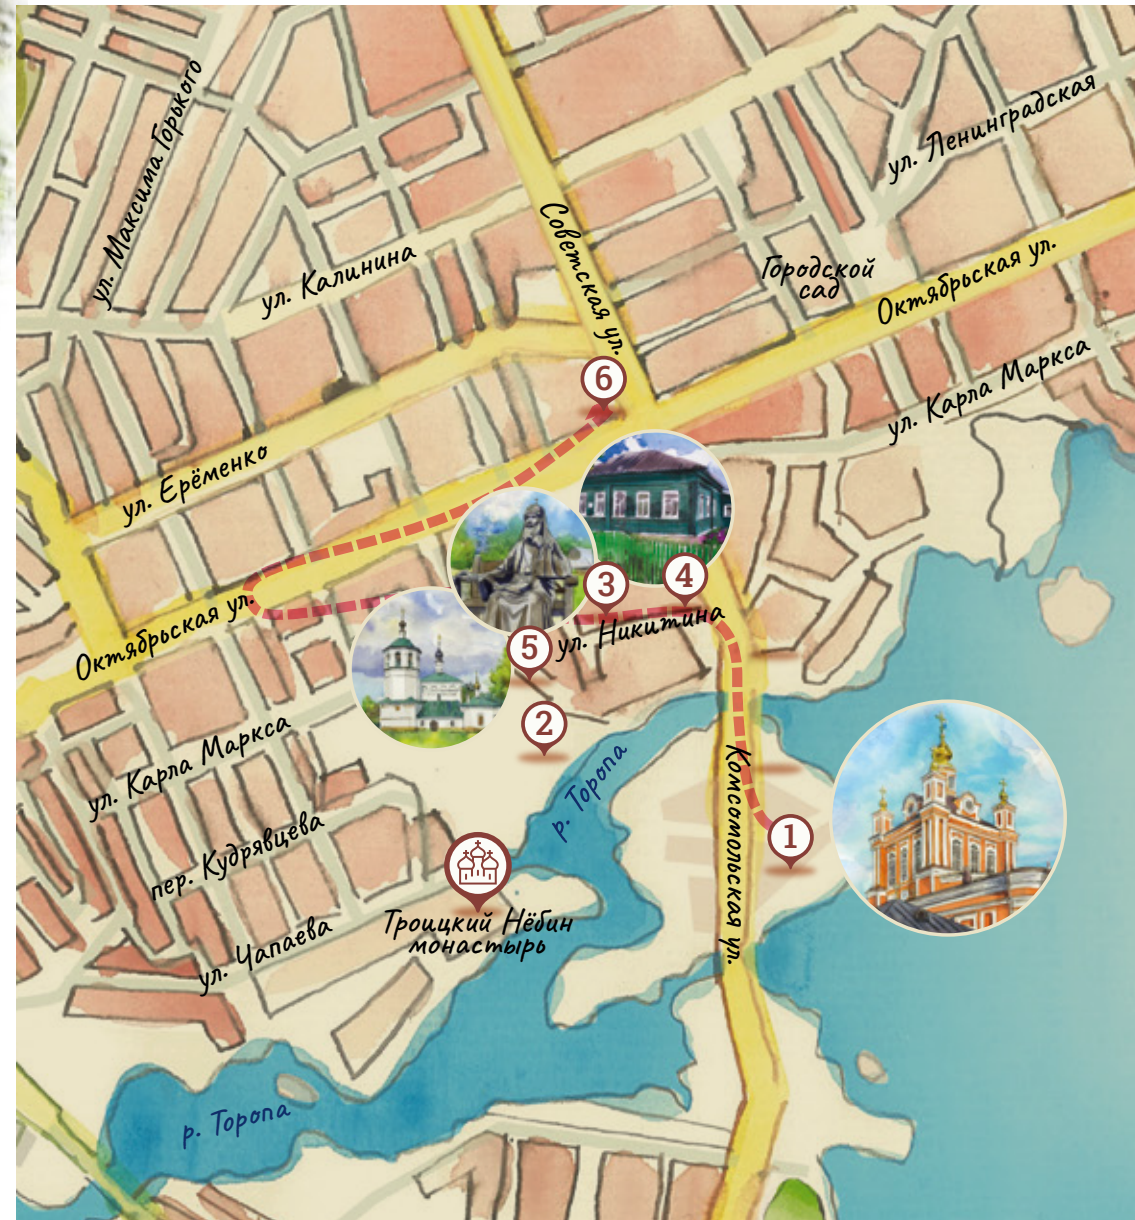 ул. Максима Горького
ул. Ленинградская
Советская ул.
ул. Калинина
Городской
сад
Октябрьская ул.
ул. Карла Маркса
6
ул. Ерёменко
3
4
Октябрьская ул.
ул. Никитина
5
2
ул. Карла Маркса
р. Торопа
Комсомольская ул.
1
пер. Кудрявцева
Троицкий Нёбин
монастырь
ул. Чапаева
р. Торопа